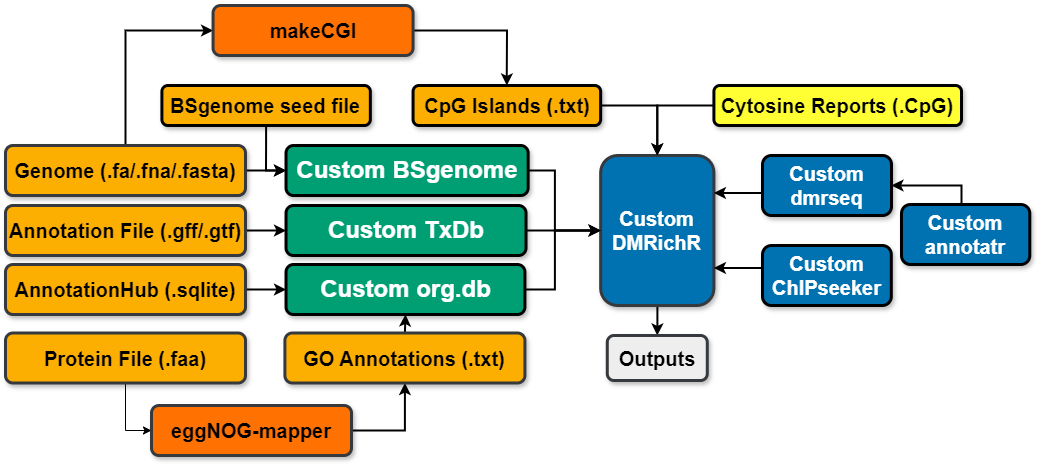 makeCGI
BSgenome seed file
CpG Islands (.txt)
Cytosine Reports (.CpG)
Genome (.fa/.fna/.fasta)
Custom BSgenome
Annotation File (.gff/.gtf)
Custom TxDb
AnnotationHub (.sqlite)
Custom org.db
Custom
DMRichR
Custom
dmrseq
Custom
annotatr
Custom
ChIPseeker
Protein File (.faa)
GO Annotations (.txt)
Outputs
eggNOG-mapper